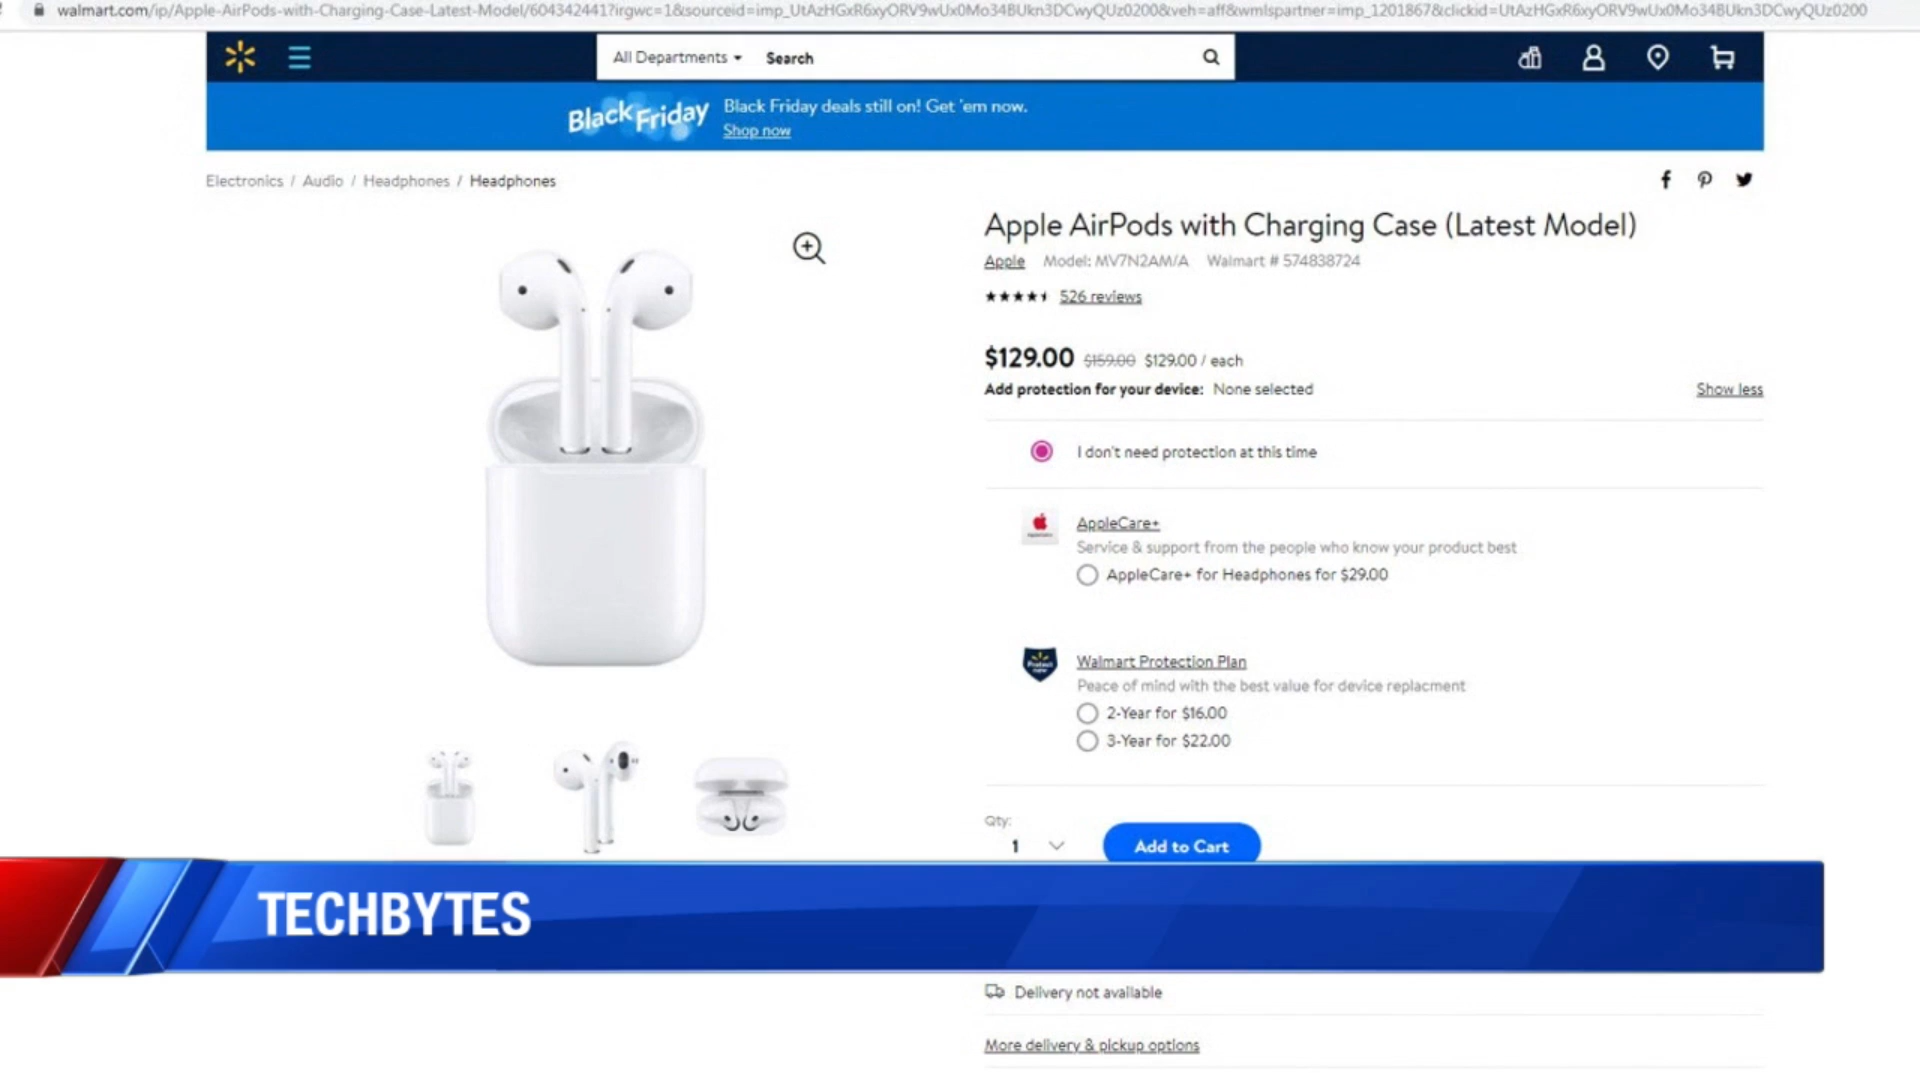 walmart.com/ip/Apple-AirPods-with-Charging-Case-Latest-Model/604342441?irgwc=1&sourceid=imp_UtAzHGxR6xyORV9wUx0Mo34BUkn3DCwyQUz0200&veh=aff&wmlspartner=imp_1201867&clickid=UtAzHGxR6xyORV9wUx0Mo34BUkn3DCwyQUz0200
All Departments Search
Black Friday
Black Friday deals still on! Get 'em now.
Shop now
Electronics / Audio / Headphones / Headphones
Apple AirPods with Charging Case (Latest Model)
Apple Model: MV7N2AM/A Walmart # 574838724
526 reviews
$129.00 $159.00 $129.00 / each
Add protection for your device: None selected Show less
I don't need protection at this time
AppleCare+
Service & support from the people who know your product best
AppleCare+ for Headphones for $29.00
Walmart Protection Plan
Peace of mind with the best value for device replacment
2-Year for $16.00
3-Year for $22.00
Qty:
1 Add to Cart
TECHBYTES
Delivery not available
More delivery & pickup options